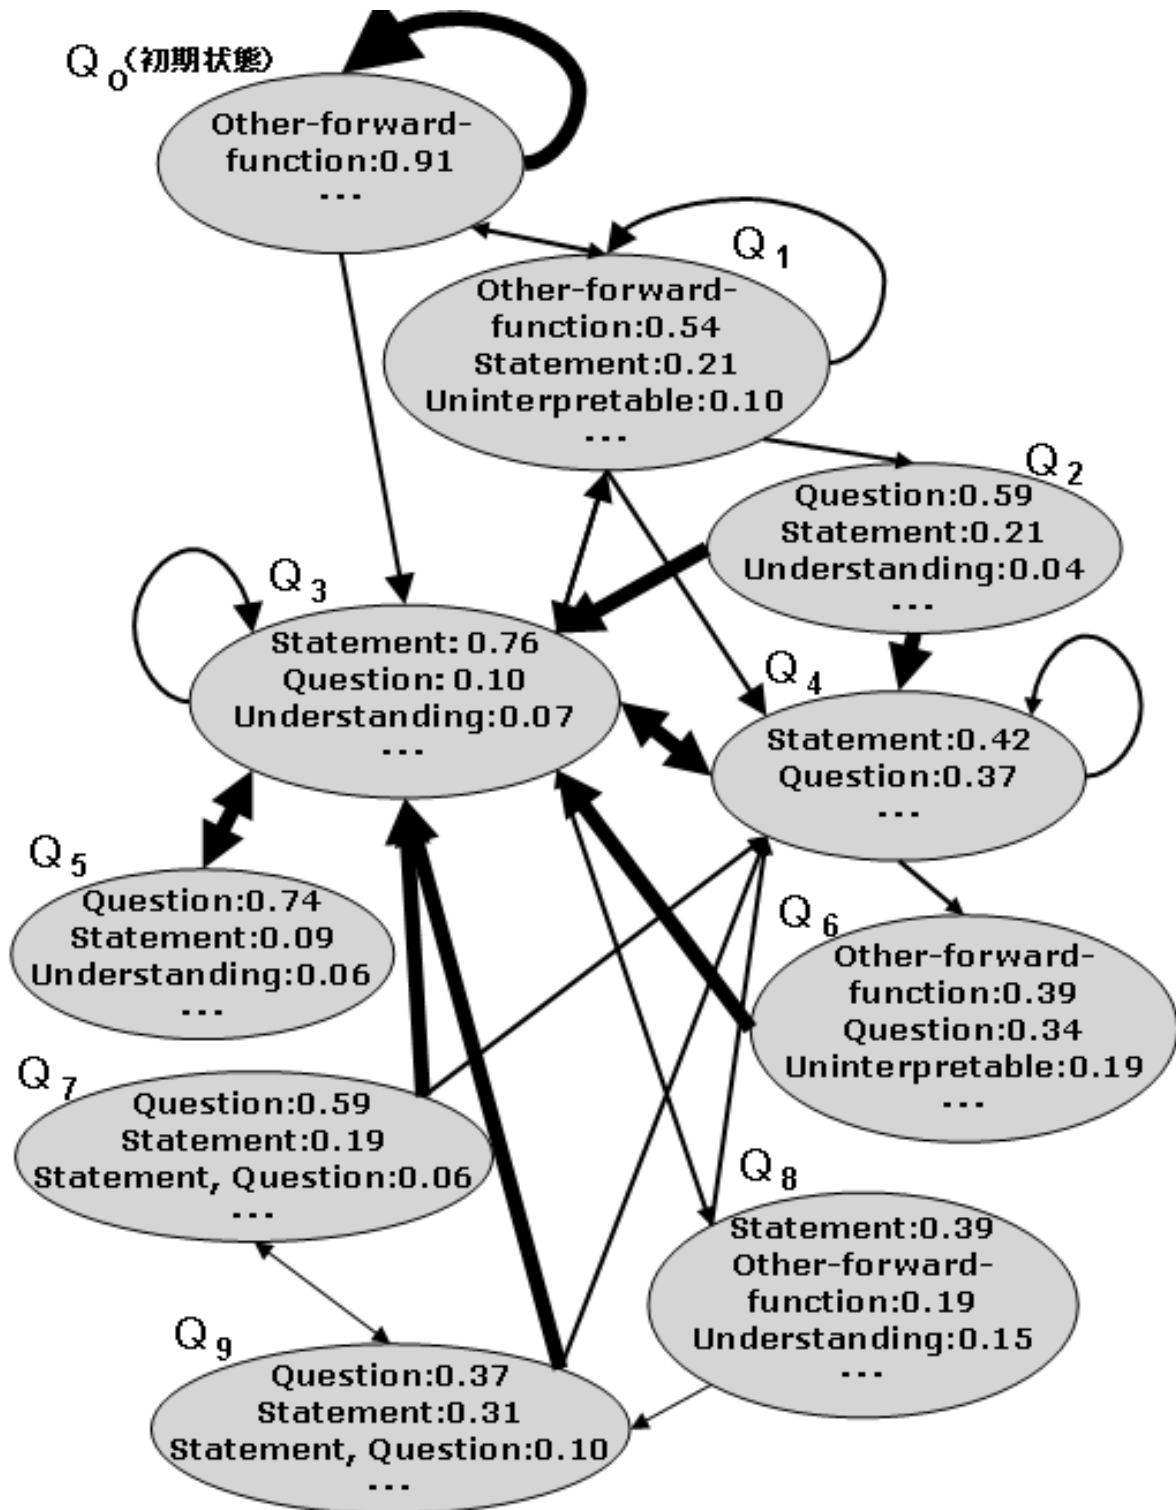 Q0(初期状態)
Other-forward-
function:0.91
...
Q1
Other-forward-
function:0.54
Statement:0.21
Uninterpretable:0.10
...
Q2
Question:0.59
Statement:0.21
Understanding:0.04
...
Q3
Statement: 0.76
Question: 0.10
Understanding:0.07
...
Q4
Statement:0.42
Question:0.37
...
Q5
Question:0.74
Statement:0.09
Understanding:0.06
...
Q6
Other-forward-
function:0.39
Question:0.34
Uninterpretable:0.19
...
Q7
Question:0.59
Statement:0.19
Statement, Question:0.06
...
Q8
Statement:0.39
Other-forward-
function:0.19
Understanding:0.15
...
Q9
Question:0.37
Statement:0.31
Statement, Question:0.10
...